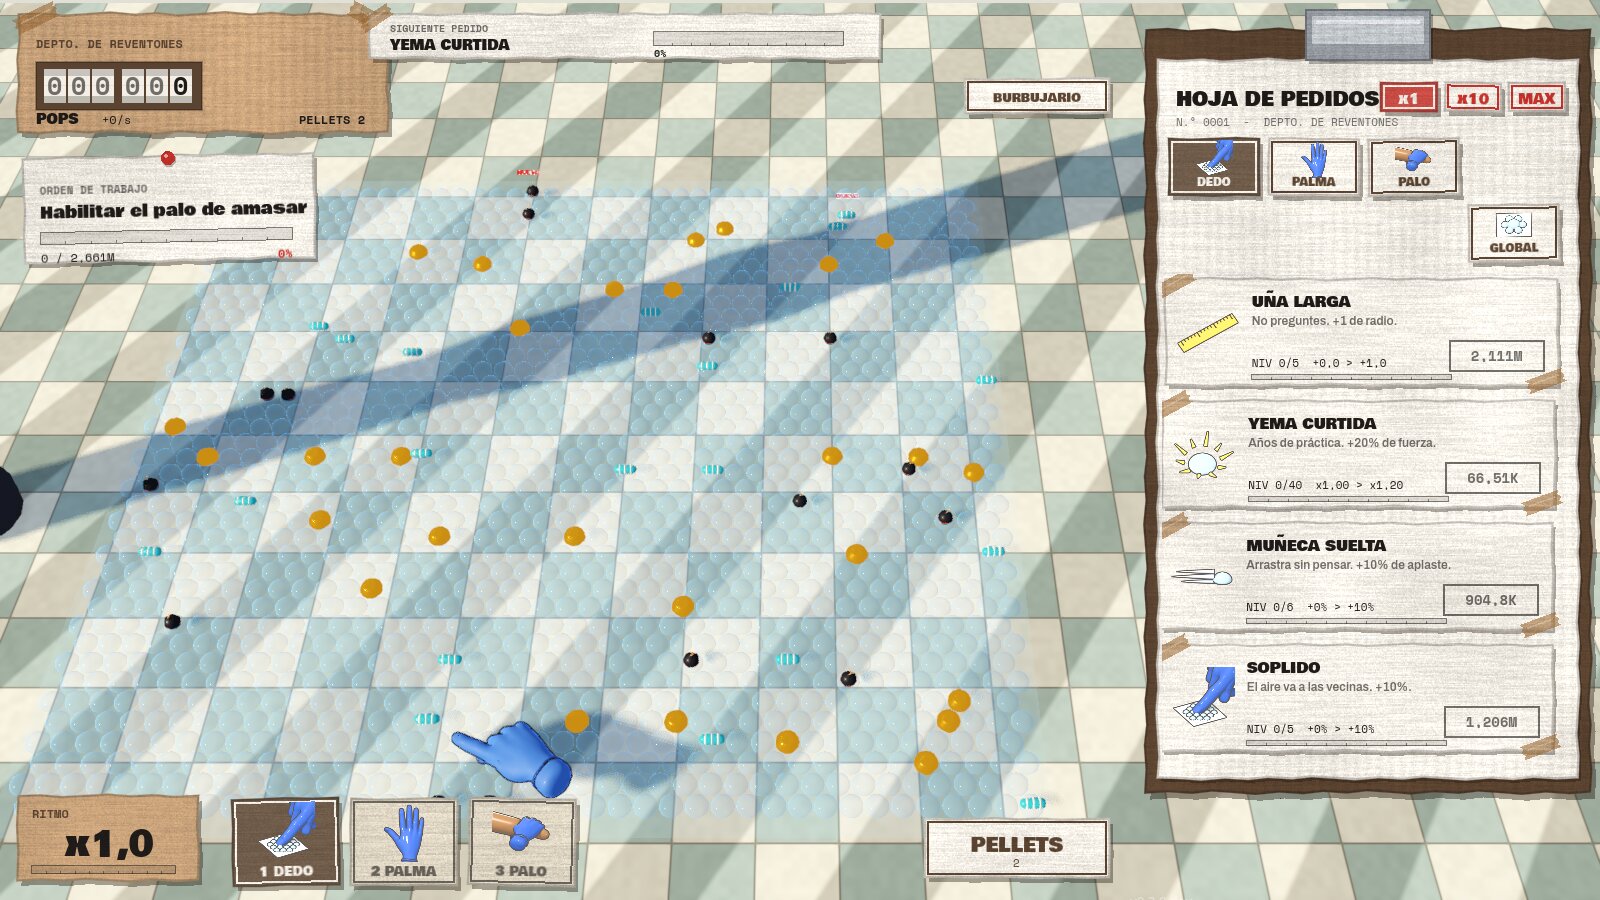 DEPTO. DE REVENTONES
000 000
POPS +0/s PELLETS 2
SIGUIENTE PEDIDO
YEMA CURTIDA
0%
BURBUJARIO
ORDEN DE TRABAJO
Habilitar el palo de amasar
0 / 2,661M 0%
HOJA DE PEDIDOS x1 x10 MAX
N.° 0001 - DEPTO. DE REVENTONES
DEDO PALMA PALO
GLOBAL
UÑA LARGA
No preguntes. +1 de radio.
NIV 0/5 +0,0 > +1,0 2,111M
YEMA CURTIDA
Años de práctica. +20% de fuerza.
NIV 0/40 x1,00 > x1,20 66,51K
MUÑECA SUELTA
Arrastra sin pensar. +10% de aplaste.
NIV 0/6 +0% > +10% 904,8K
SOPLIDO
El aire va a las vecinas. +10%.
NIV 0/5 +0% > +10% 1,206M
RITMO
x1,0
1 DEDO 2 PALMA 3 PALO
PELLETS
2